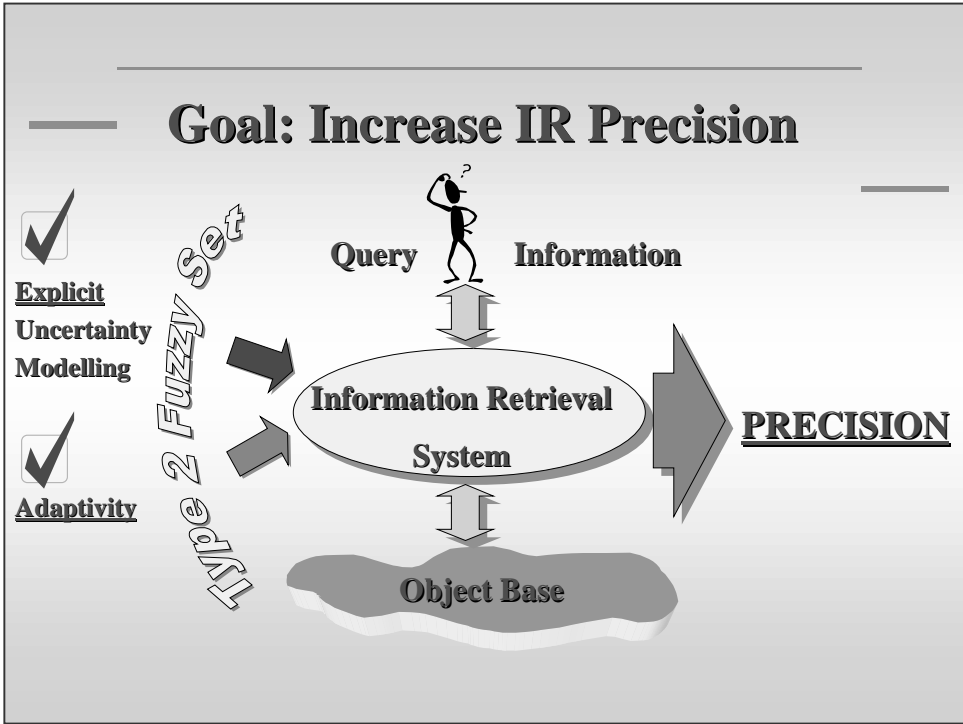 Goal: Increase IR Precision
?
Query Information
Explicit
Uncertainty
Modelling
Adaptivity
Type 2 Fuzzy Set
Information Retrieval
System
PRECISION
Object Base